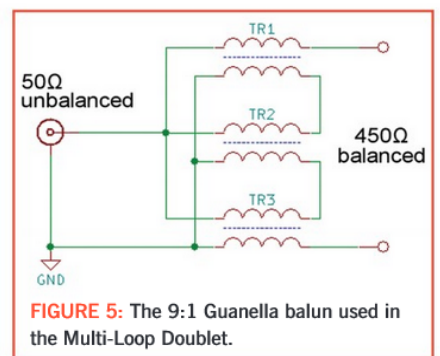 TR1
50Ω
unbalanced
TR2
450Ω
balanced
TR3
GND
FIGURE 5: The 9:1 Guanella balun used in
the Multi-Loop Doublet.